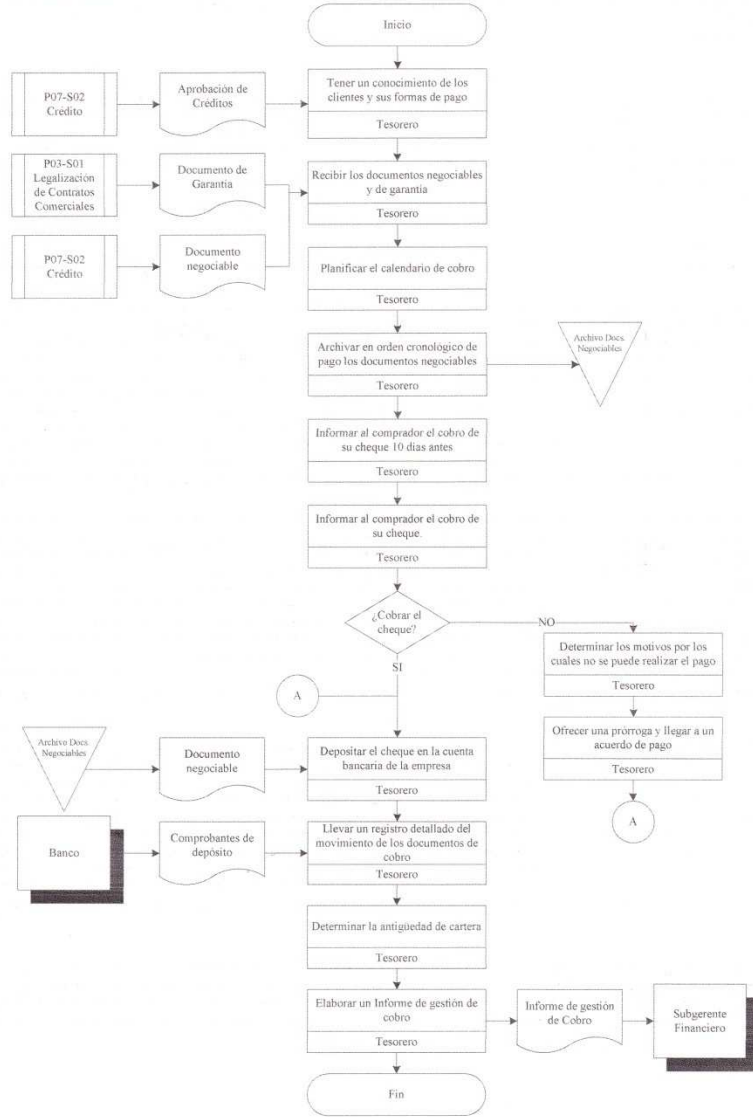 Inicio
P07-S02
Crédito
Aprobación de
Créditos
Tener un conocimiento de los
clientes y sus formas de pago
Tesorero
P03-S01
Legalización
de Contratos
Comerciales
Documento de
Garantía
Recibir los documentos negociables
y de garantía
Tesorero
P07-S02
Crédito
Documento
negociable
Planificar el calendario de cobro
Tesorero
Archivar en orden cronológico de
pago los documentos negociables
Tesorero
Archivo Docs.
Negociables
Informar al comprador el cobro de
su cheque 10 días antes
Tesorero
Informar al comprador el cobro de
su cheque.
Tesorero
¿Cobrar el
cheque?
NO
SI
Determinar los motivos por los
cuales no se puede realizar el pago
Tesorero
A
Ofrecer una prórroga y llegar a un
acuerdo de pago
Tesorero
A
Archivo Docs.
Negociables
Documento
negociable
Depositar el cheque en la cuenta
bancaria de la empresa
Tesorero
Banco
Comprobantes de
depósito
Llevar un registro detallado del
movimiento de los documentos de
cobro
Tesorero
Determinar la antigüedad de cartera
Tesorero
Elaborar un Informe de gestión de
cobro
Tesorero
Informe de gestión
de Cobro
Subgerente
Financiero
Fin